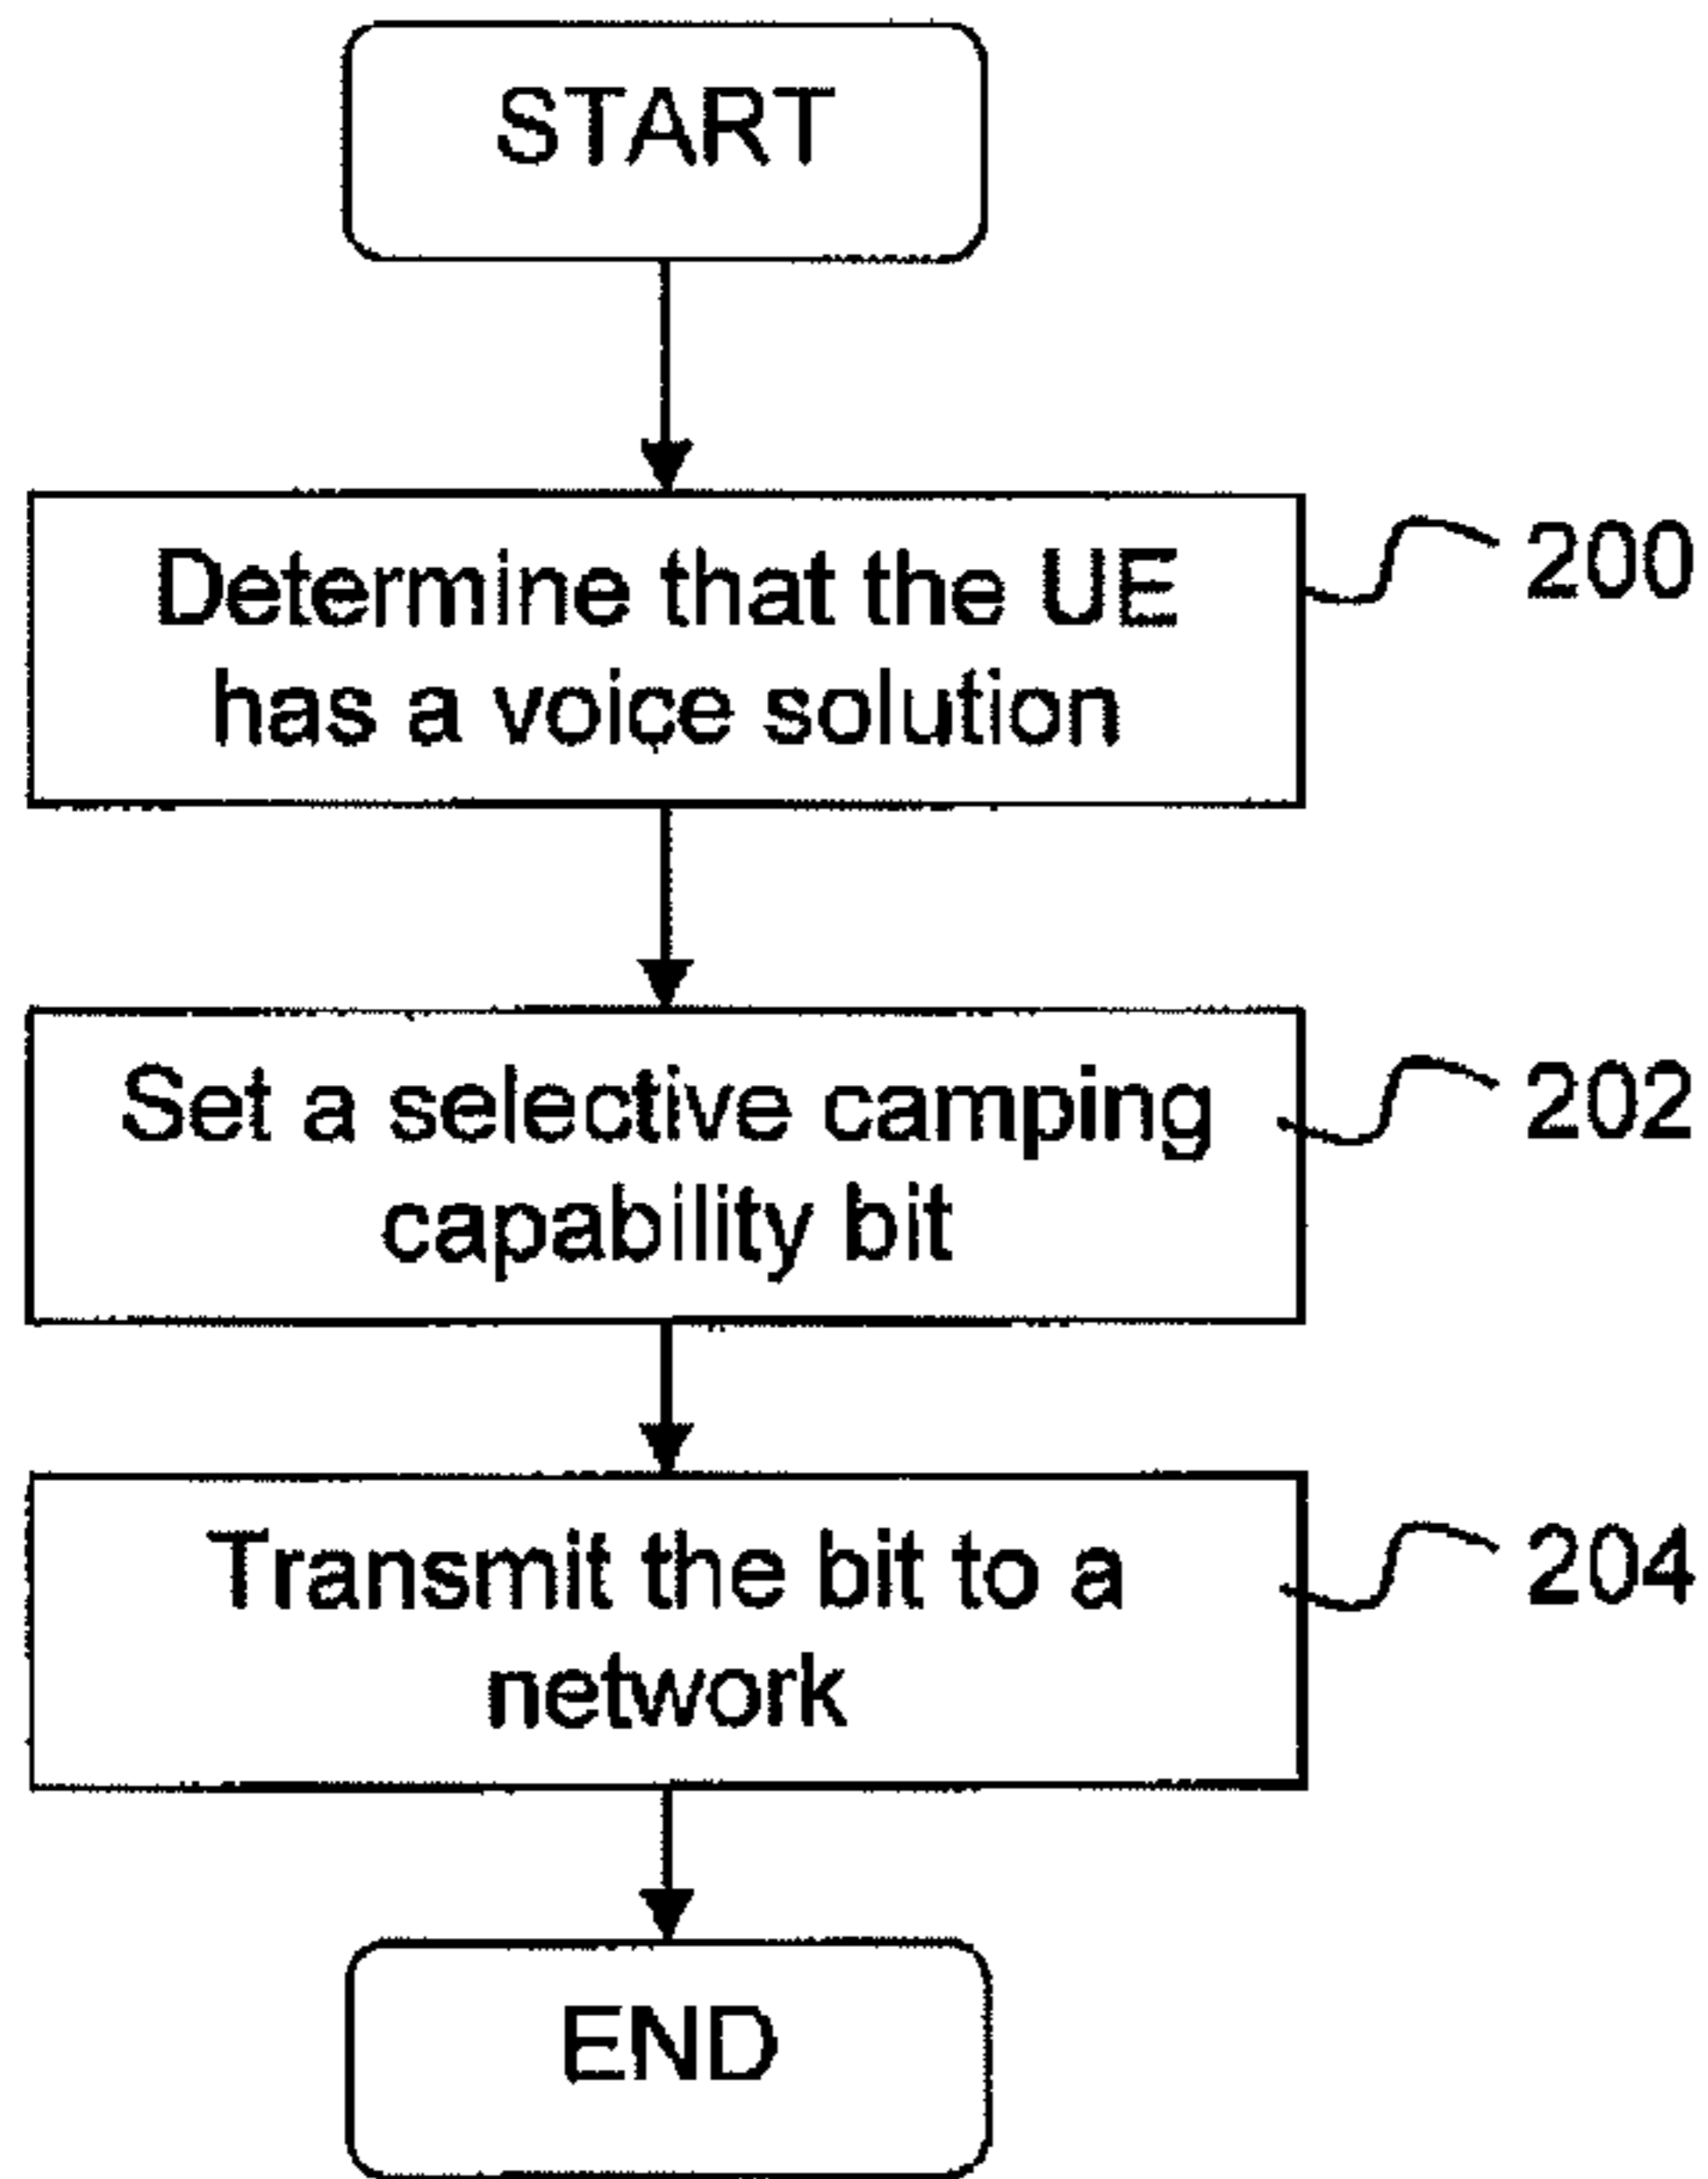 START
Determine that the UE
has a voice solution
200
Set a selective camping
capability bit
202
Transmit the bit to a
network
204
END